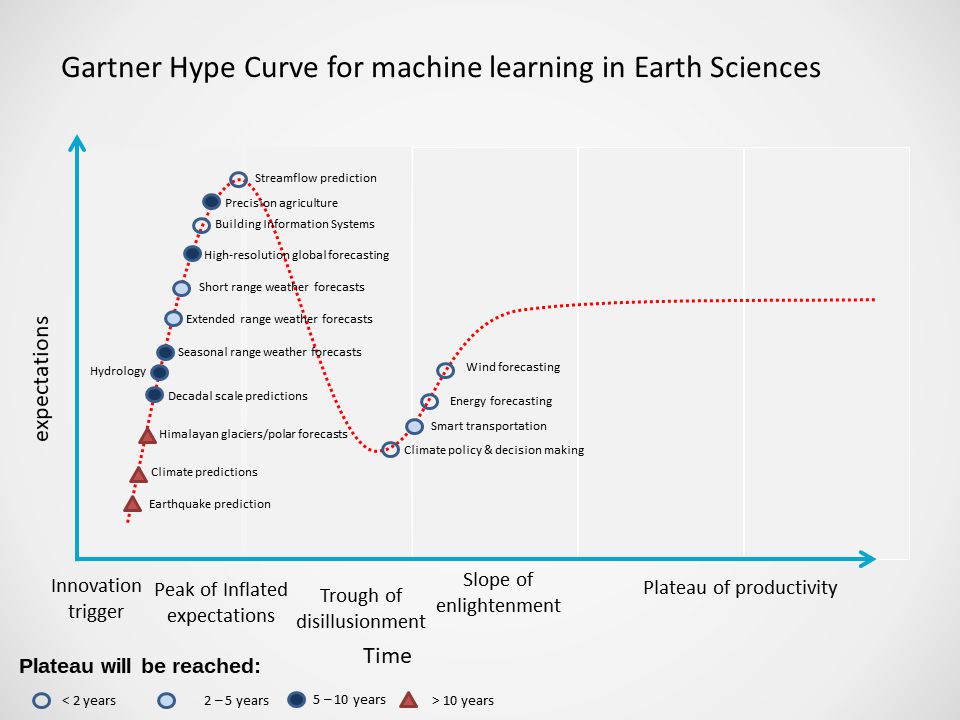 Gartner Hype Curve for machine learning in Earth Sciences
expectations
Streamflow prediction
Precision agriculture
Building Information Systems
High-resolution global forecasting
Short range weather forecasts
Extended range weather forecasts
Seasonal range weather forecasts
Hydrology
Decadal scale predictions
Himalayan glaciers/polar forecasts
Climate predictions
Earthquake prediction
Wind forecasting
Energy forecasting
Smart transportation
Climate policy & decision making
Innovation
trigger
Peak of Inflated
expectations
Trough of
disillusionment
Slope of
enlightenment
Plateau of productivity
Time
Plateau will be reached:
< 2 years
2 – 5 years
5 – 10 years
> 10 years